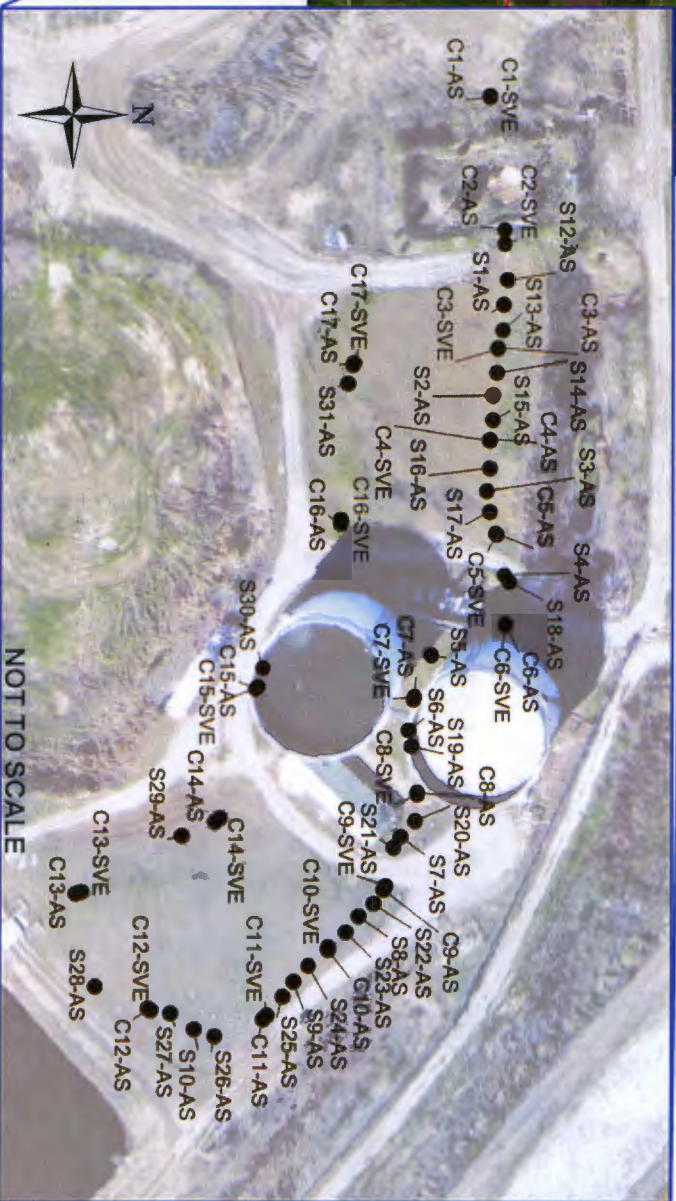 C1-SVE
C1-AS
N
C2-SVE
C2-AS
S12-AS
S1-AS
S13-AS
C3-AS
C3-SVE
S14-AS
S2-AS
S15-AS
C4-AS
C4-SVE
S16-AS
S3-AS
S17-AS
C5-AS
C5-SVE
S4-AS
S18-AS
C6-AS
C6-SVE
S5-AS
C7-AS
C7-SVE
S6-AS
S19-AS
C8-AS
C8-SVE
S20-AS
S7-AS
S21-AS
C9-AS
C9-SVE
S22-AS
S8-AS
S23-AS
C10-AS
C10-SVE
S24-AS
S9-AS
S25-AS
C11-AS
C11-SVE
S26-AS
S10-AS
S27-AS
C12-AS
C12-SVE
S28-AS
C13-SVE
C13-AS
C14-SVE
C14-AS
S29-AS
C15-AS
C15-SVE
S30-AS
C16-SVE
C16-AS
S31-AS
C17-SVE
C17-AS
NOT TO SCALE